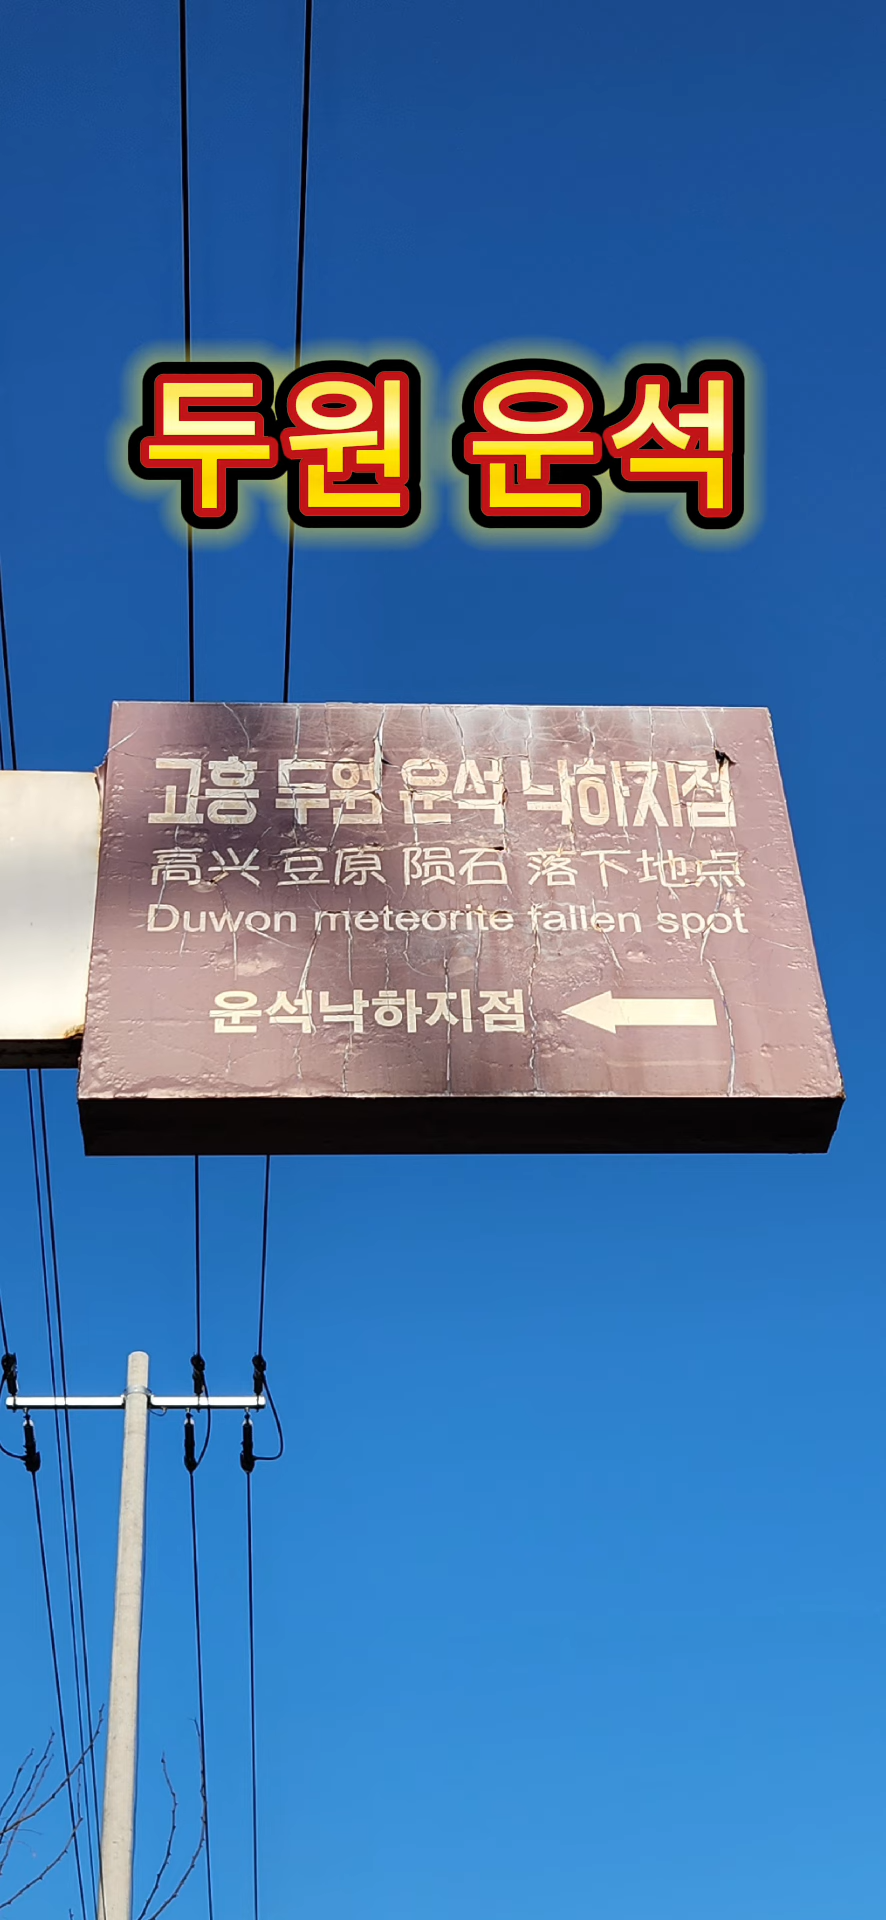 두원 운석
고흥 두원 운석 낙하지점
高兴 豆原 陨石 落下地点
Duwon meteorite fallen spot
운석낙하지점